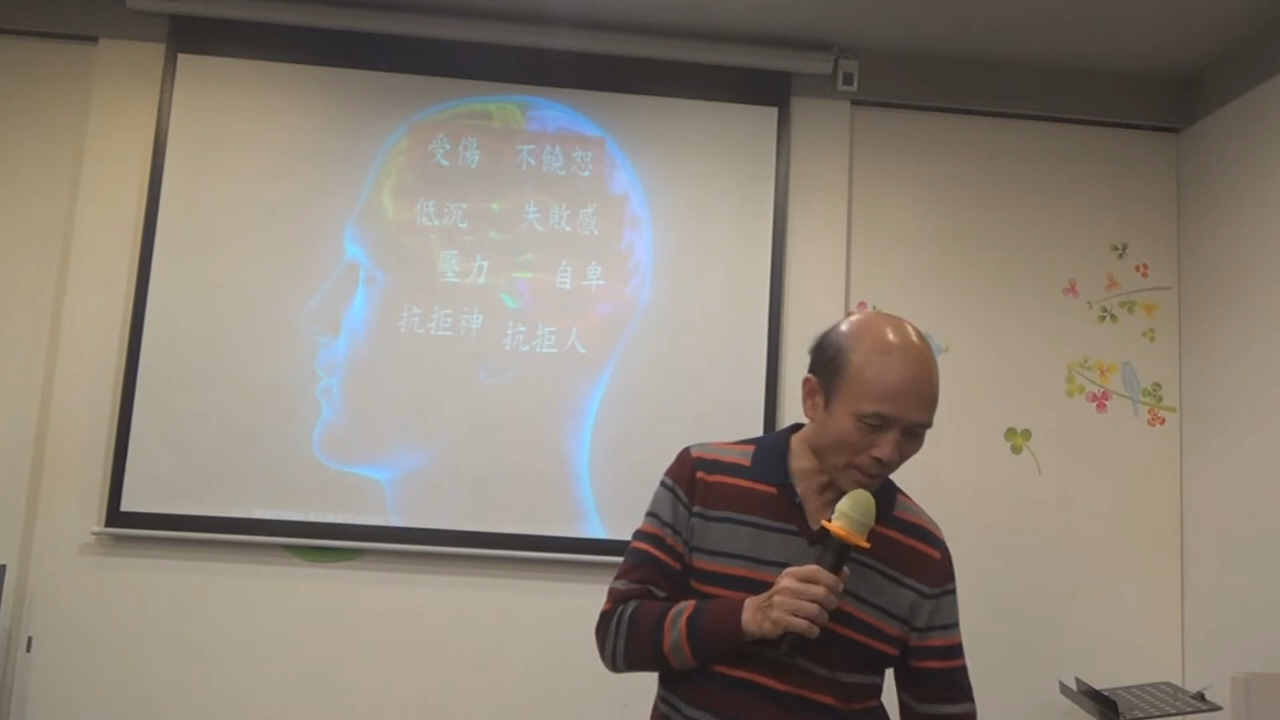 受傷 不饒恕
低沉 失敗感
壓力 自卑
抗拒神 抗拒人